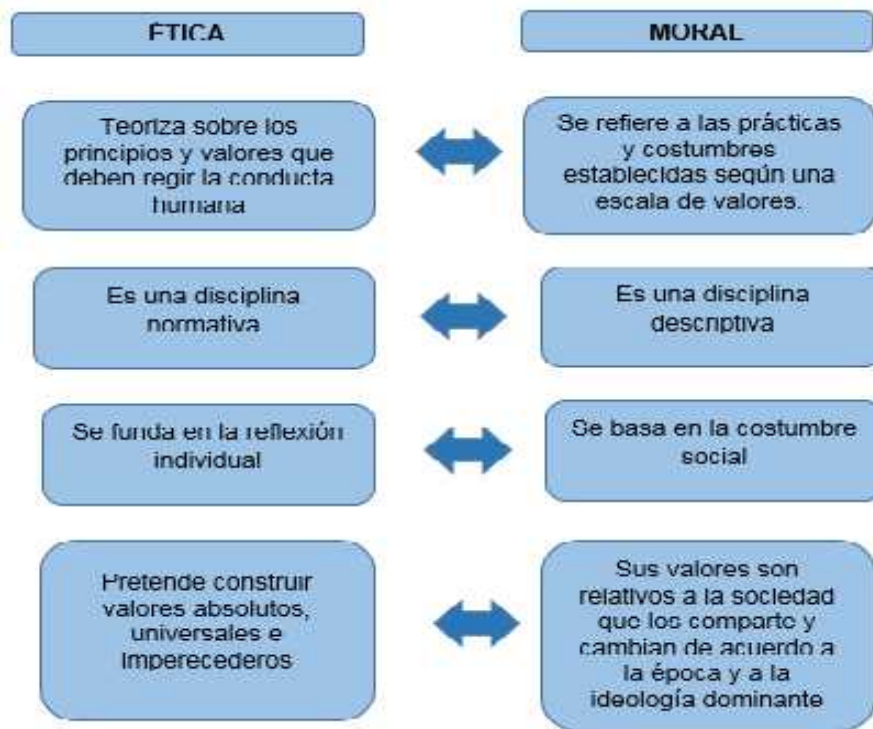 ÉTICA
MORAL
Teoriza sobre los
principios y valores que
deben regir la conducta
humana
Se refiere a las prácticas
y costumbres
establecidas según una
escala de valores.
Es una disciplina
normativa
Es una disciplina
descriptiva
Se funda en la reflexión
individual
Se basa en la costumbre
social
Pretende construir
valores absolutos,
universales e
imperecederos
Sus valores son
relativos a la sociedad
que los comparte y
cambian de acuerdo a
la época y a la
ideología dominante